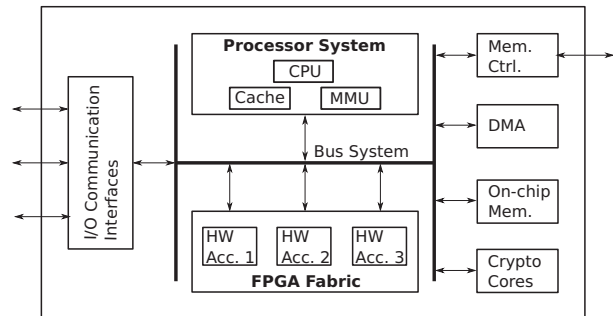 Processor System
CPU
Cache
MMU
Mem.
Ctrl.
I/O Communication
Interfaces
DMA
Bus System
On-chip
Mem.
HW
Acc. 1
HW
Acc. 2
HW
Acc. 3
FPGA Fabric
Crypto
Cores